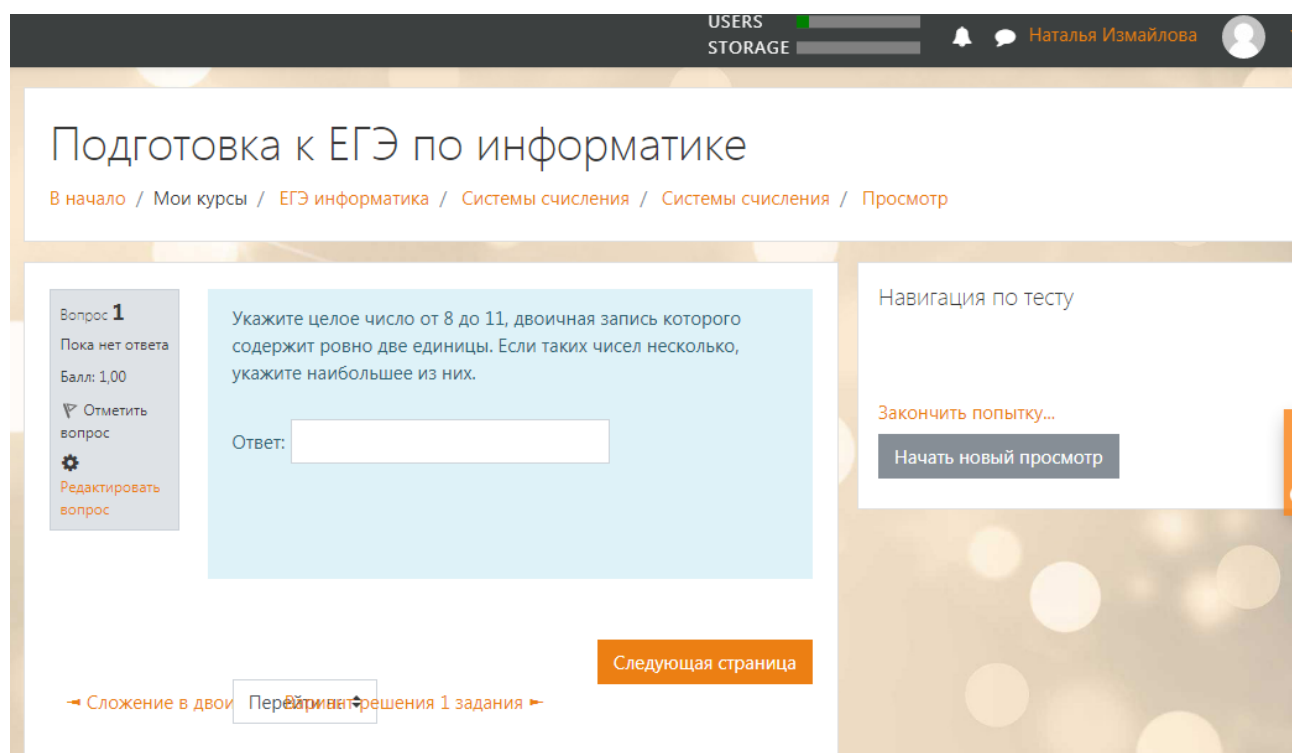 USERS
STORAGE
Наталья Измайлова
Подготовка к ЕГЭ по информатике
В начало / Мои курсы / ЕГЭ информатика / Системы счисления / Системы счисления / Просмотр
Вопрос 1
Пока нет ответа
Балл: 1,00
Отметить
вопрос
Редактировать
вопрос
Укажите целое число от 8 до 11, двоичная запись которого
содержит ровно две единицы. Если таких чисел несколько,
укажите наибольшее из них.
Ответ:
Навигация по тесту
Закончить попытку...
Начать новый просмотр
Следующая страница
◄ Сложение в двои
Перейти на
Вариант решения 1 задания ►